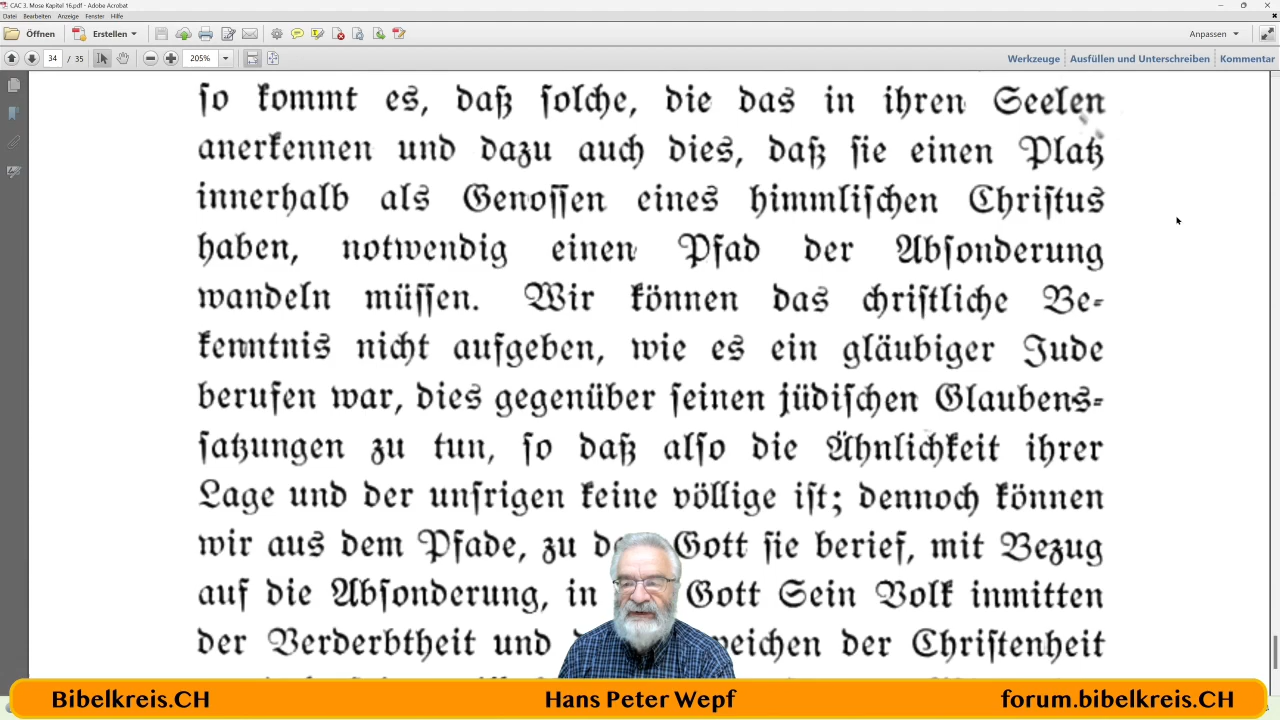 CAC 3. Mose Kapitel 16.pdf - Adobe Acrobat
Datei Bearbeiten Anzeige Fenster Hilfe
Öffnen Erstellen Anpassen
34 / 35 205% Werkzeuge Ausfüllen und Unterschreiben Kommentar
so kommt es, daß solche, die das in ihren Seelen
anerkennen und dazu auch dies, daß sie einen Platz
innerhalb als Genossen eines himmlischen Christus
haben, notwendig einen Pfad der Absonderung
wandeln müssen. Wir können das christliche Be-
kenntnis nicht aufgeben, wie es ein gläubiger Jude
berufen war, dies gegenüber seinen jüdischen Glaubens-
satzungen zu tun, so daß also die Ähnlichkeit ihrer
Lage und der unsrigen keine völlige ist; dennoch können
wir aus dem Pfade, zu Gott sie berief, mit Bezug
auf die Absonderung, in Gott Sein Volk inmitten
der Verderbtheit und eichen der Christenheit
Bibelkreis.CH Hans Peter Wepf forum.bibelkreis.CH